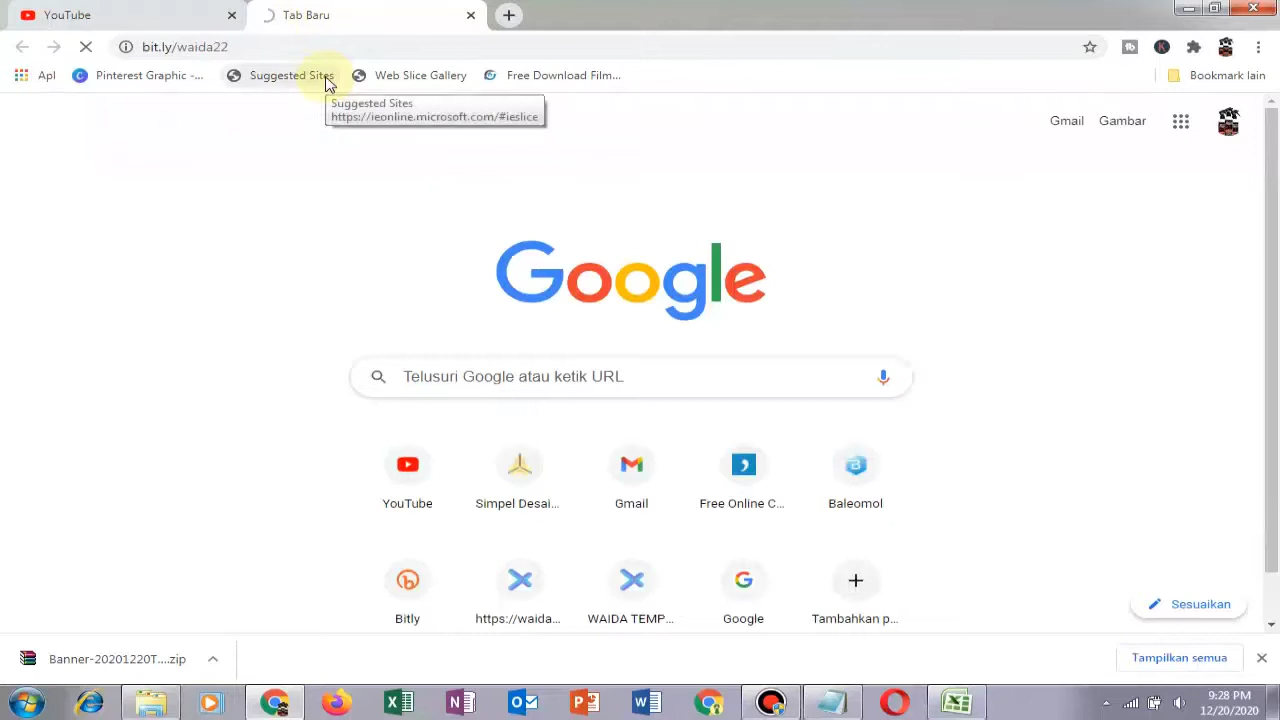 YouTube
Tab Baru
bit.ly/waida22
Apl
Pinterest Graphic -...
Suggested Sites
Web Slice Gallery
Free Download Film...
Bookmark lain
Suggested Sites
https://ieonline.microsoft.com/#ieslice
Gmail
Gambar
Google
Telusuri Google atau ketik URL
YouTube
Simpel Desai...
Gmail
Free Online C...
Baleomol
Bitly
https://waida...
WAIDA TEMP...
Google
Tambahkan p...
Sesuaikan
Banner-20201220T....zip
Tampilkan semua
9:28 PM
12/20/2020